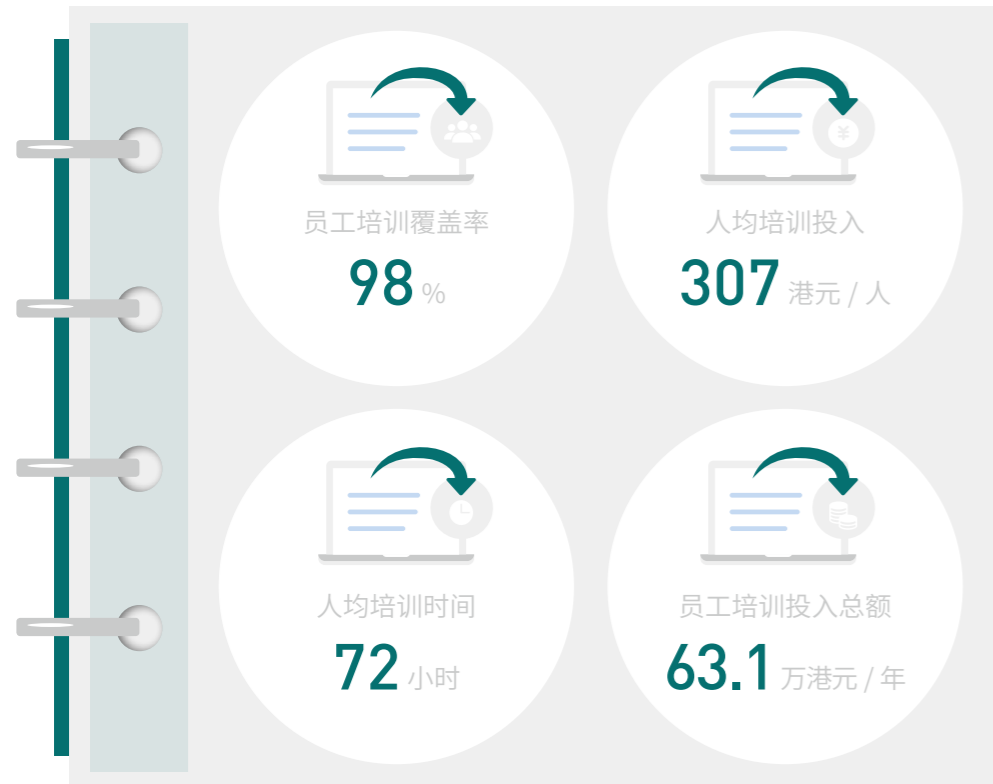 员工培训覆盖率
98 %
人均培训投入
307 港元 / 人
人均培训时间
72 小时
员工培训投入总额
63.1 万港元 / 年